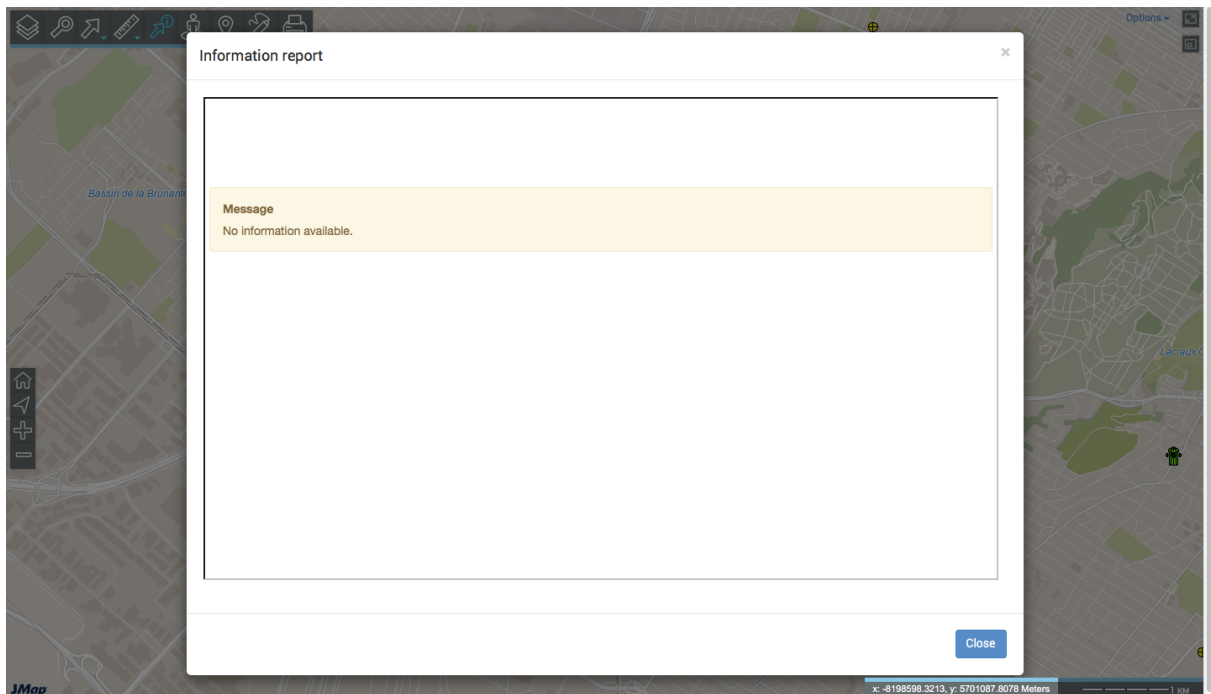 Options
Information report
×
Bassin de la Brunante
Message
No information available.
Lac aux
Close
JMap
x: -8198598.3213, y: 5701087.8078 Meters
1 KM